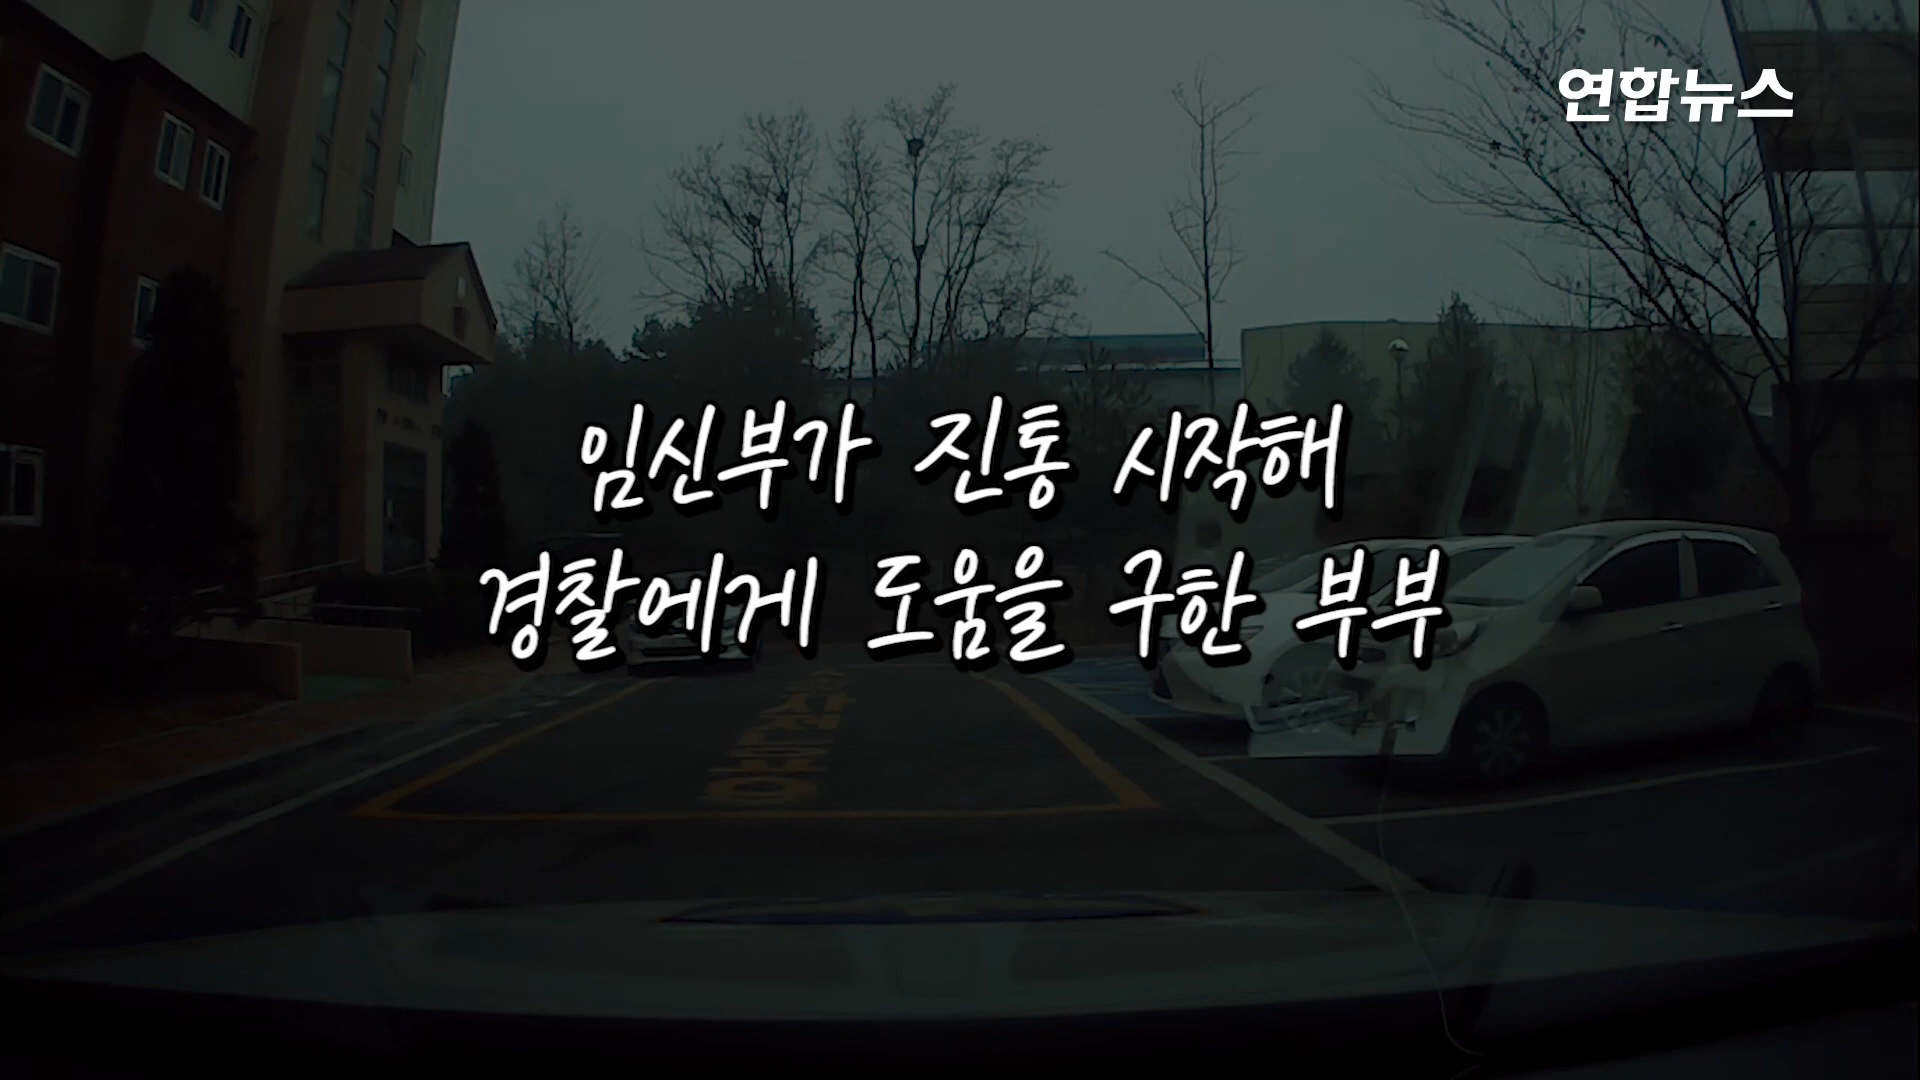 연합뉴스
임신부가 진통 시작해
경찰에게 도움을 구한 부부